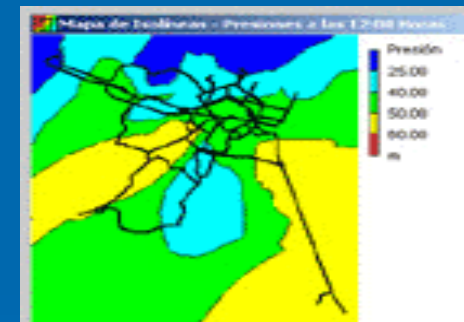 Mapa de Isolíneas - Presiones a las 12:00 Horas
Presión
25.00
40.00
50.00
60.00
m